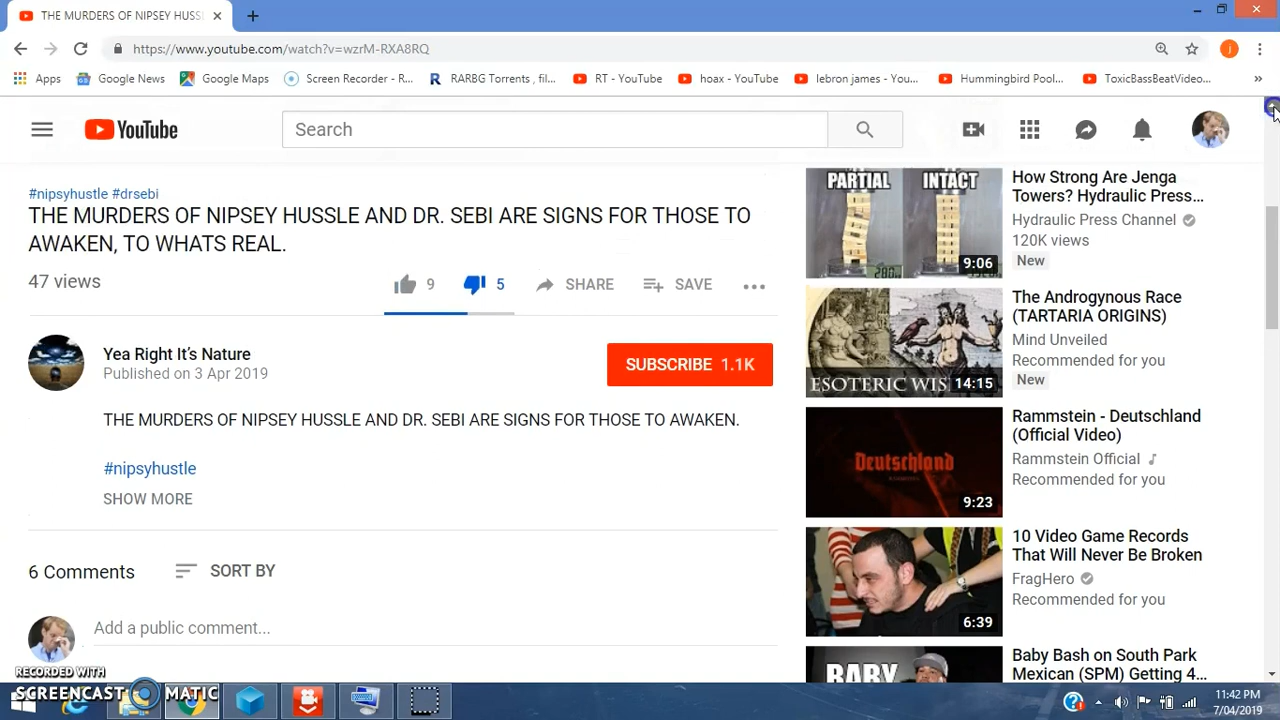 THE MURDERS OF NIPSEY HUSS
https://www.youtube.com/watch?v=wzrM-RXA8RQ
Apps Google News Google Maps Screen Recorder - R... RARBG Torrents , fil... RT - YouTube hoax - YouTube lebron james - You... Hummingbird Pool... ToxicBassBeatVideo... »
YouTube Search
#nipsyhustle #drsebi
THE MURDERS OF NIPSEY HUSSLE AND DR. SEBI ARE SIGNS FOR THOSE TO
AWAKEN, TO WHATS REAL.
47 views 9 5 SHARE SAVE
Yea Right It's Nature
Published on 3 Apr 2019
SUBSCRIBE 1.1K
THE MURDERS OF NIPSEY HUSSLE AND DR. SEBI ARE SIGNS FOR THOSE TO AWAKEN.
#nipsyhustle
SHOW MORE
6 Comments SORT BY
Add a public comment...
PARTIAL INTACT
9:06
How Strong Are Jenga
Towers? Hydraulic Press...
Hydraulic Press Channel
120K views
New
ESOTERIC WIS
14:15
The Androgynous Race
(TARTARIA ORIGINS)
Mind Unveiled
Recommended for you
New
Deutschland
9:23
Rammstein - Deutschland
(Official Video)
Rammstein Official
Recommended for you
6:39
10 Video Game Records
That Will Never Be Broken
FragHero
Recommended for you
BABY
Baby Bash on South Park
Mexican (SPM) Getting 4...
RECORDED WITH
SCREENCAST MATIC
11:42 PM
7/04/2019